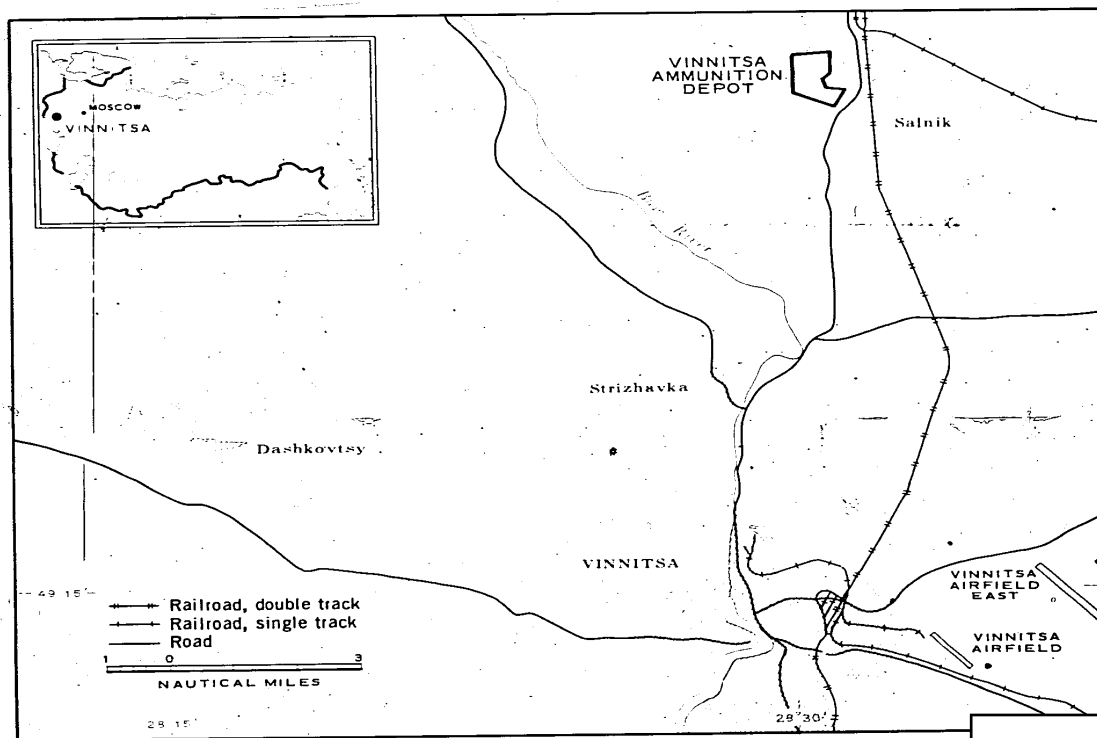 VINNITSA
AMMUNITION
DEPOT
MOSCOW
VINNITSA
Salnik
River
Strizhavka
Dashkovtsy
VINNITSA
49 15
VINNITSA
AIRFIELD
EAST
VINNITSA
AIRFIELD
Railroad, double track
Railroad, single track
Road
1 0 3
NAUTICAL MILES
28 15
28 30